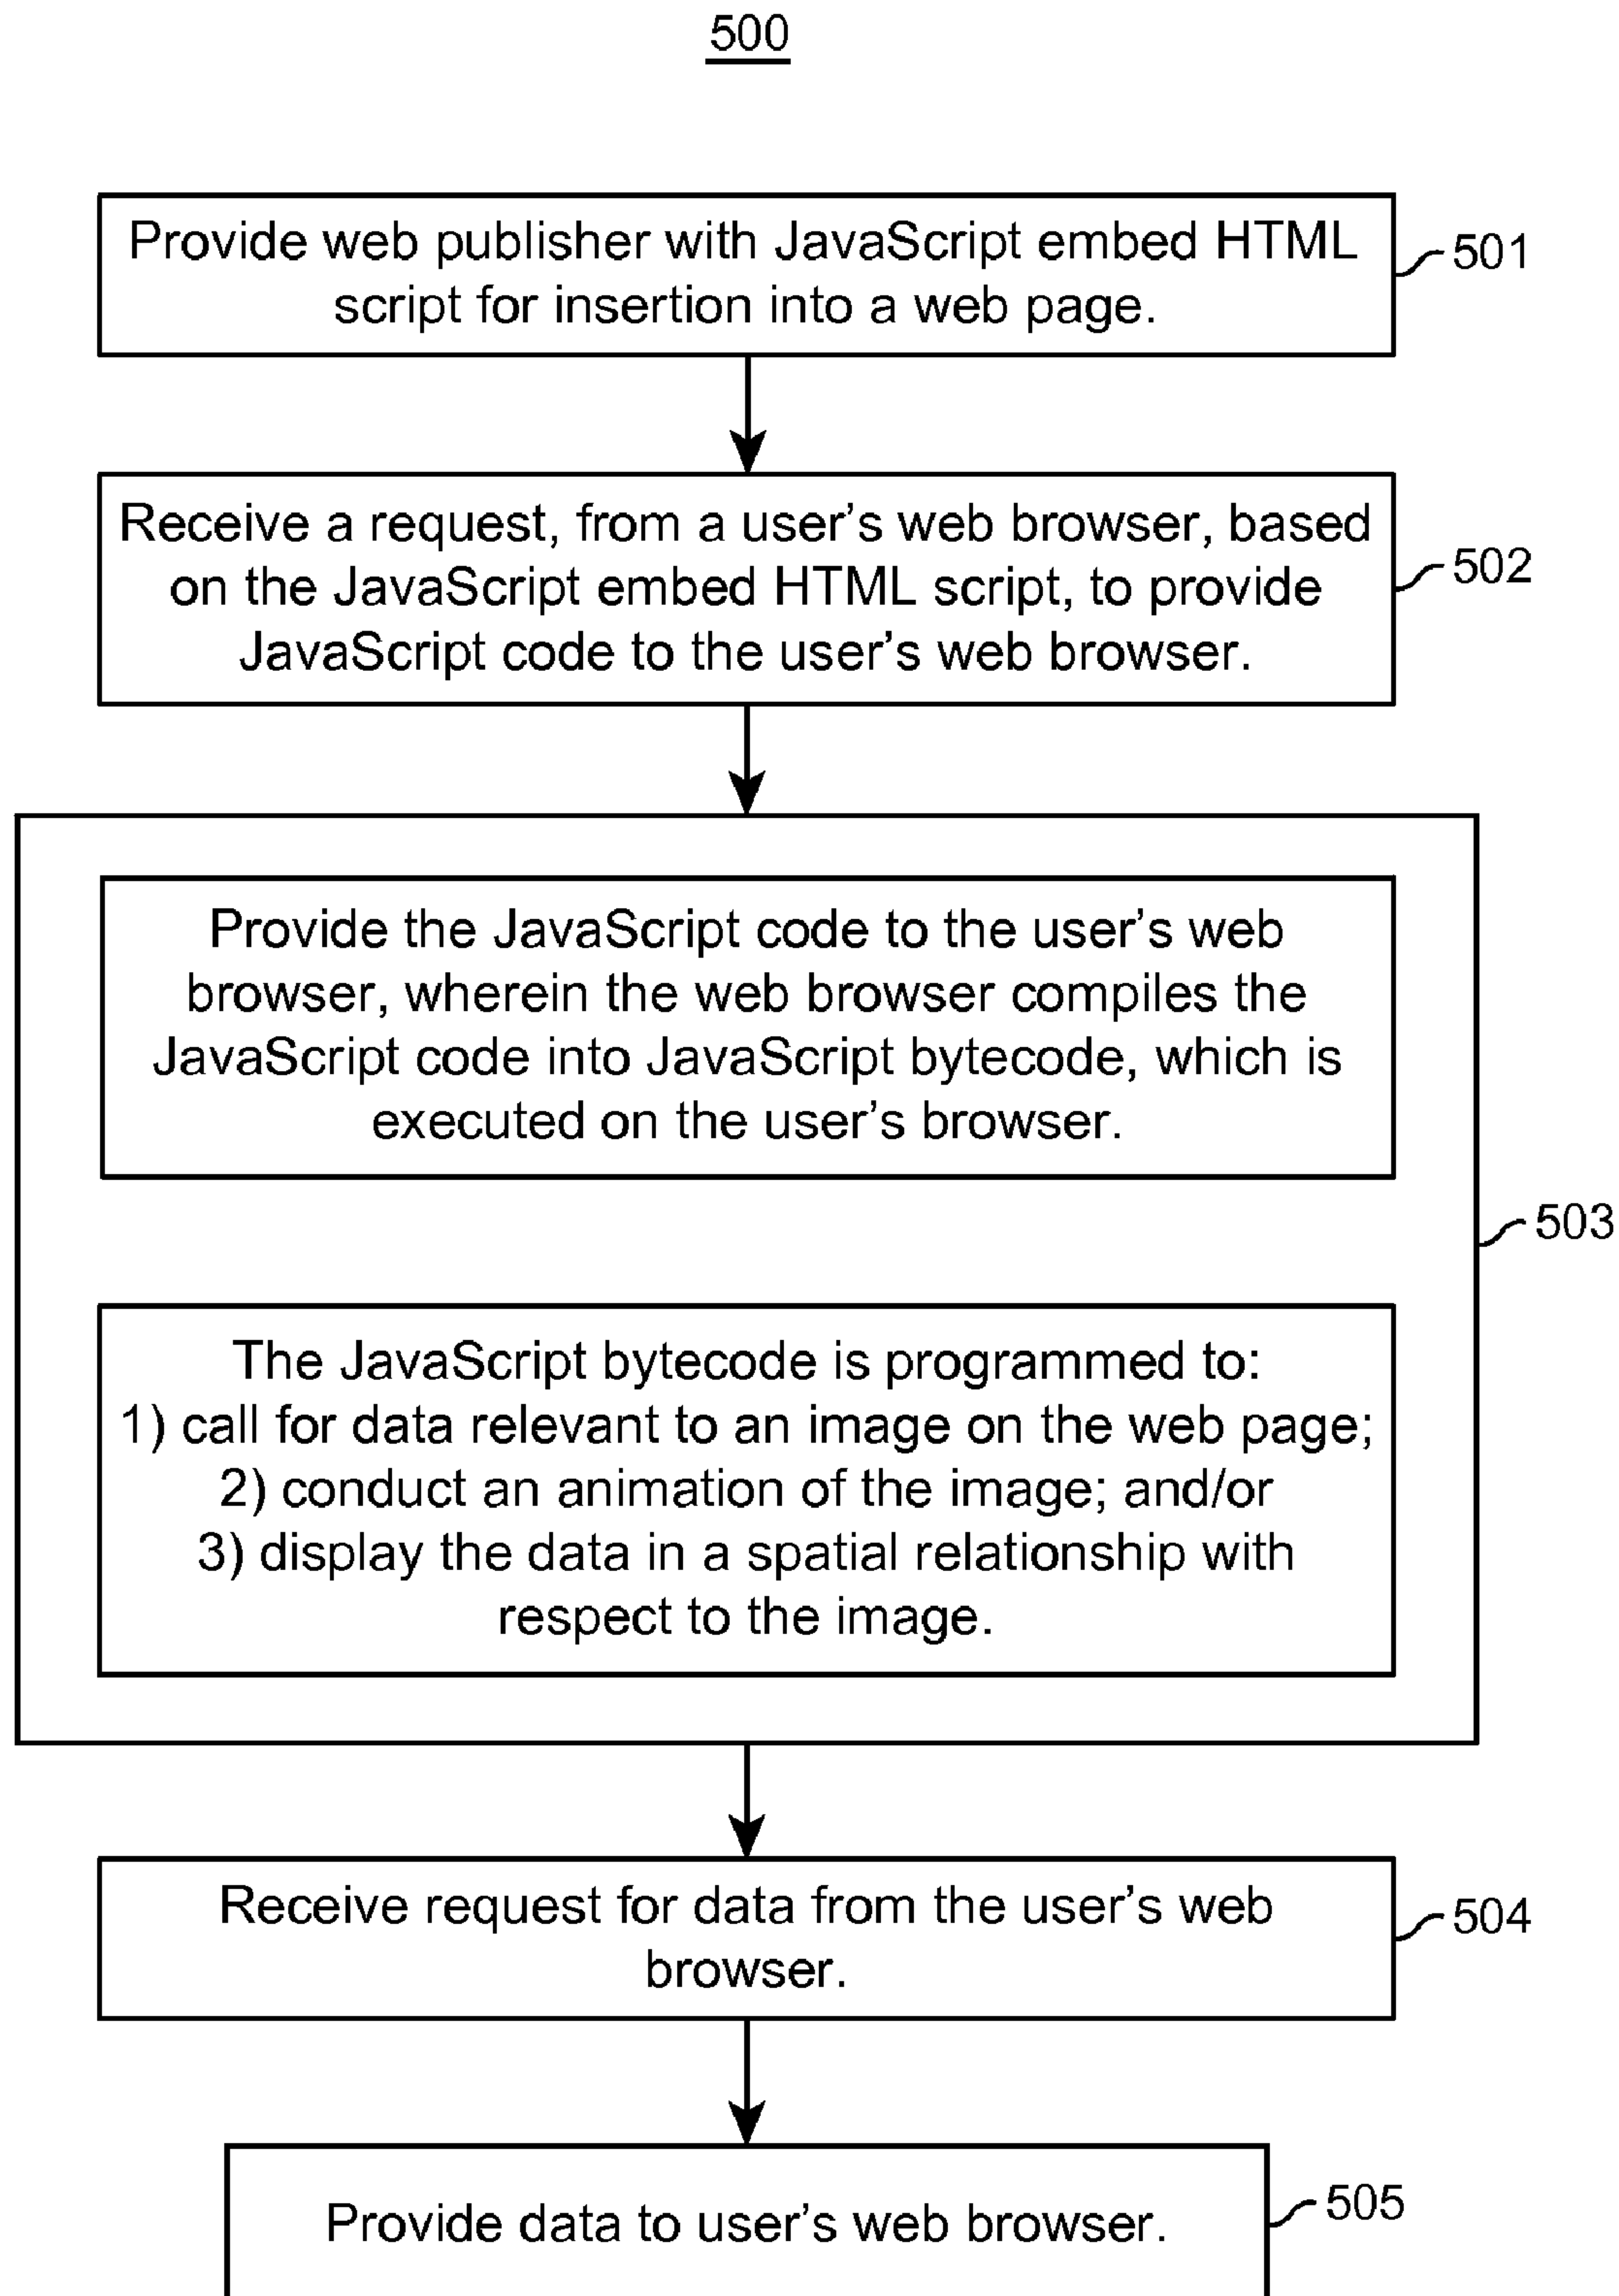 500
Provide web publisher with JavaScript embed HTML
script for insertion into a web page.
501
Receive a request, from a user’s web browser, based
on the JavaScript embed HTML script, to provide
JavaScript code to the user’s web browser.
502
Provide the JavaScript code to the user’s web
browser, wherein the web browser compiles the
JavaScript code into JavaScript bytecode, which is
executed on the user’s browser.
503
The JavaScript bytecode is programmed to:
1) call for data relevant to an image on the web page;
2) conduct an animation of the image; and/or
3) display the data in a spatial relationship with
respect to the image.
Receive request for data from the user’s web
browser.
504
Provide data to user’s web browser.
505